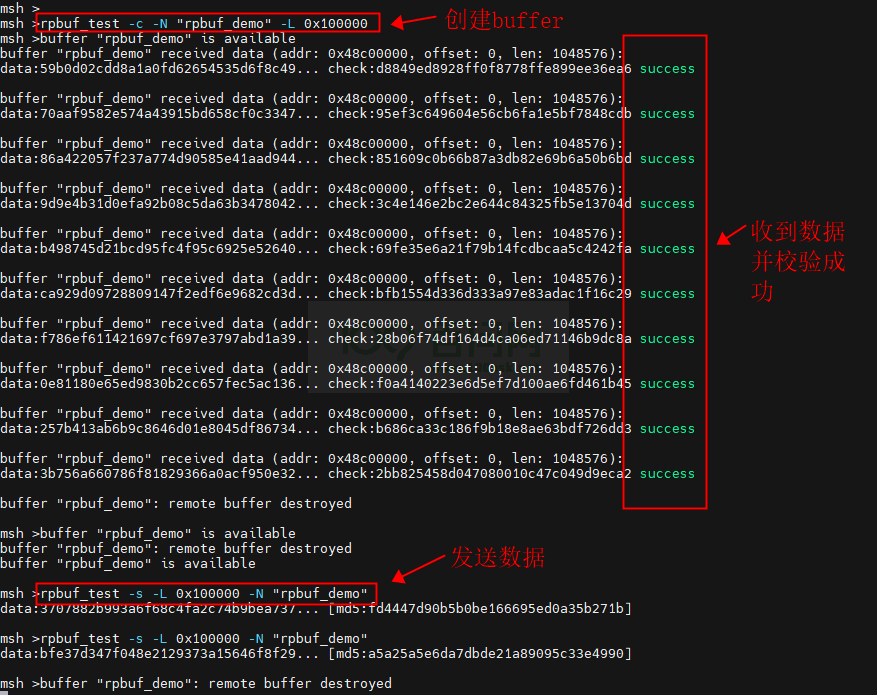 msh >
msh >rpbuf_test -c -N "rpbuf_demo" -L 0x100000
创建buffer
msh >buffer "rpbuf_demo" is available
buffer "rpbuf_demo" received data (addr: 0x48c00000, offset: 0, len: 1048576):
data:59b0d02cdd8a1a0fd62654535d6f8c49... check:d8849ed8928ff0f8778ffe899ee36ea6 success
buffer "rpbuf_demo" received data (addr: 0x48c00000, offset: 0, len: 1048576):
data:70aaf9582e574a43915bd658cf0c3347... check:95ef3c649604e56cb6fa1e5bf7848cdb success
buffer "rpbuf_demo" received data (addr: 0x48c00000, offset: 0, len: 1048576):
data:86a422057f237a774d90585e41aad944... check:851609c0b66b87a3db82e69b6a50b6bd success
buffer "rpbuf_demo" received data (addr: 0x48c00000, offset: 0, len: 1048576):
data:9d9e4b31d0efa92b08c5da63b3478042... check:3c4e146e2bc2e644c84325fb5e13704d success
buffer "rpbuf_demo" received data (addr: 0x48c00000, offset: 0, len: 1048576):
data:b498745d21bcd95fc4f95c6925e52640... check:69fe35e6a21f79b14fcdbcaa5c4242fa success
收到数据
并校验成
功
buffer "rpbuf_demo" received data (addr: 0x48c00000, offset: 0, len: 1048576):
data:ca929d09728809147f2edf6e9682cd3d... check:bfb1554d336d333a97e83adac1f16c29 success
buffer "rpbuf_demo" received data (addr: 0x48c00000, offset: 0, len: 1048576):
data:f786ef611421697cf697e3797abd1a39... check:28b06f74df164d4ca06ed71146b9dc8a success
buffer "rpbuf_demo" received data (addr: 0x48c00000, offset: 0, len: 1048576):
data:0e81180e65ed9830b2cc657fec5ac136... check:f0a4140223e6d5ef7d100ae6fd461b45 success
buffer "rpbuf_demo" received data (addr: 0x48c00000, offset: 0, len: 1048576):
data:257b413ab6b9c8646d01e8045df86734... check:b686ca33c186f9b18e8ae63bdf726dd3 success
buffer "rpbuf_demo" received data (addr: 0x48c00000, offset: 0, len: 1048576):
data:3b756a660786f81829366a0acf950e32... check:2bb825458d047080010c47c049d9eca2 success
buffer "rpbuf_demo": remote buffer destroyed
msh >buffer "rpbuf_demo" is available
buffer "rpbuf_demo": remote buffer destroyed
buffer "rpbuf_demo" is available
发送数据
msh >rpbuf_test -s -L 0x100000 -N "rpbuf_demo"
data:3707882b993a6f68c4fa2c74b9bea737... [md5:fd4447d90b5b0be166695ed0a35b271b]
msh >rpbuf_test -s -L 0x100000 -N "rpbuf_demo"
data:bfe37d347f048e2129373a15646f8f29... [md5:a5a25a5e6da7dbde21a89095c33e4990]
msh >buffer "rpbuf_demo": remote buffer destroyed